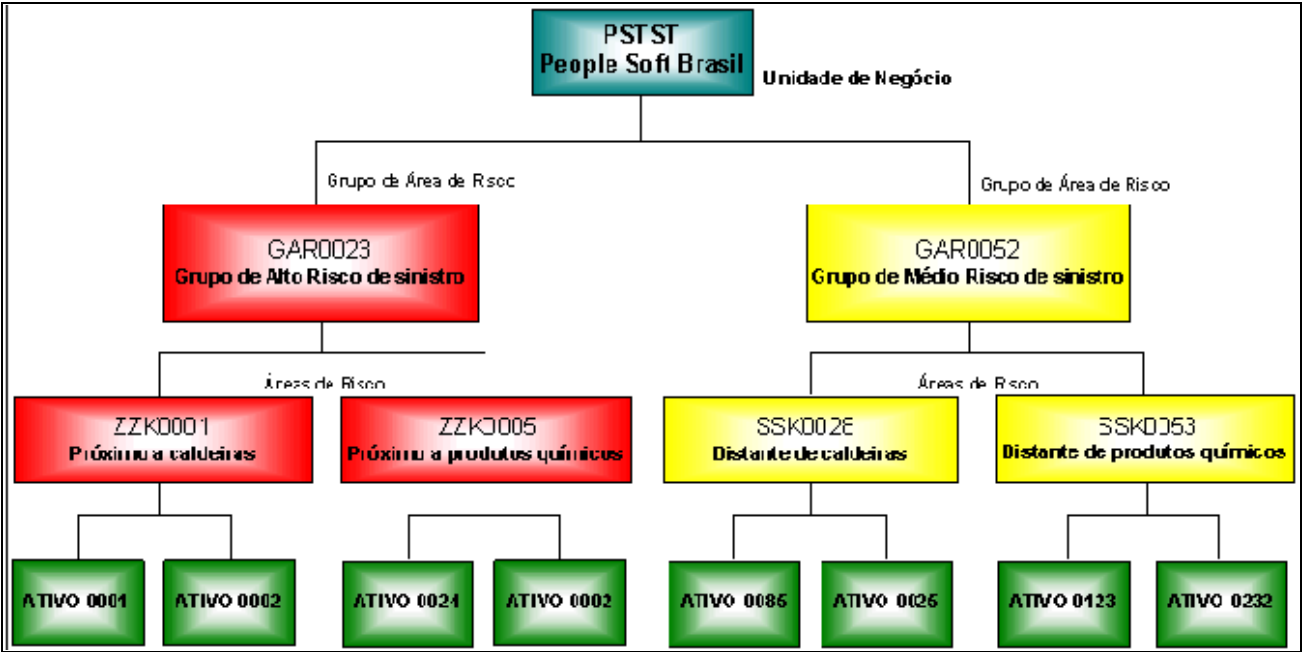 PSTST
People Soft Brasil
Unidade de Negócio
Grupo de Área de Risco
Grupo de Área de Risco
GAR0023
Grupo de Alto Risco de sinistro
GAR0052
Grupo de Médio Risco de sinistro
Áreas de Risco
Áreas de Risco
ZZK0001
Próximo a caldeiras
ZZK0005
Próximo a produtos químicos
SSK0028
Distante de caldeiras
SSK0053
Distante de produtos químicos
ATIVO 0001
ATIVO 0002
ATIVO 0024
ATIVO 0002
ATIVO 0085
ATIVO 0025
ATIVO 0123
ATIVO 0232